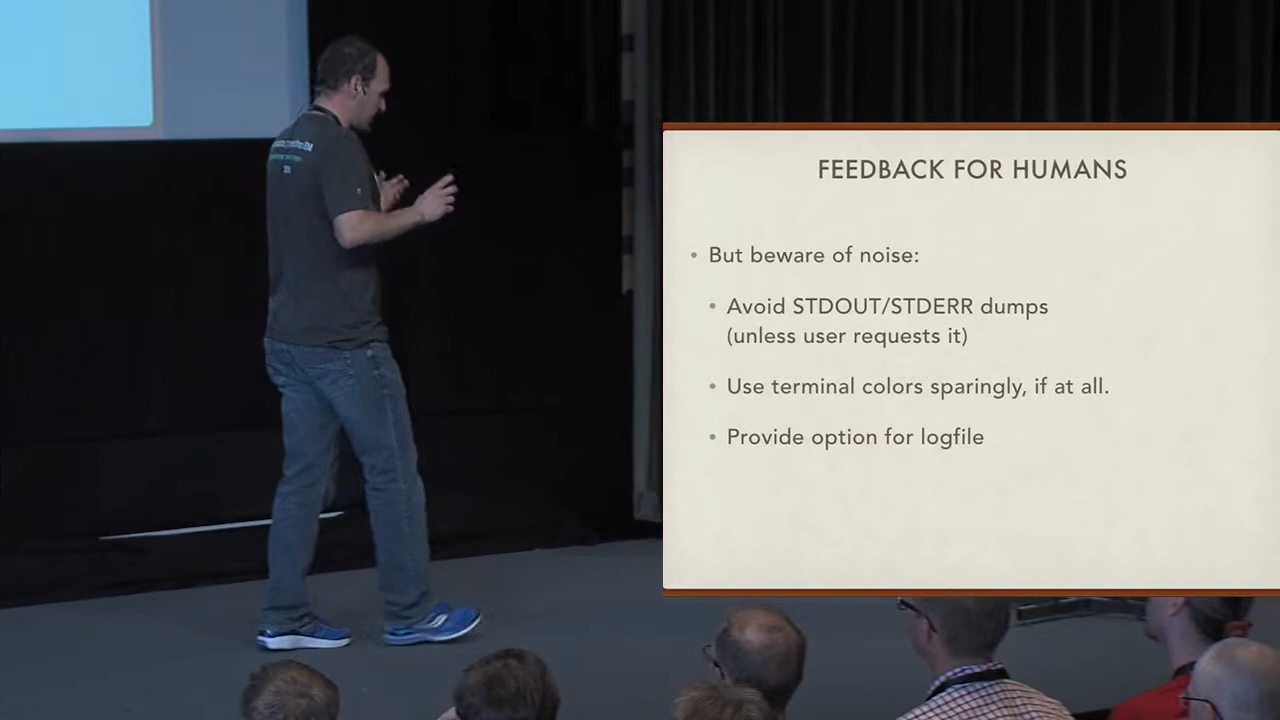 FEEDBACK FOR HUMANS
• But beware of noise:
• Avoid STDOUT/STDERR dumps
(unless user requests it)
• Use terminal colors sparingly, if at all.
• Provide option for logfile